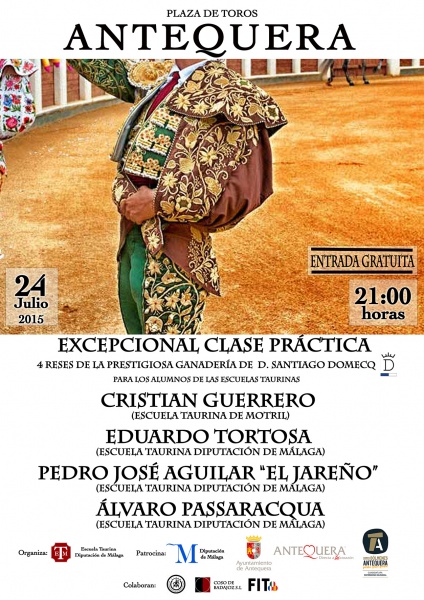 PLAZA DE TOROS
ANTEQUERA
ENTRADA GRATUITA
24
Julio
2015
21:00
horas
EXCEPCIONAL CLASE PRÁCTICA
4 RESES DE LA PRESTIGIOSA GANADERÍA DE D. SANTIAGO DOMECQ
D
PARA LOS ALUMNOS DE LAS ESCUELAS TAURINAS
CRISTIAN GUERRERO
(ESCUELA TAURINA DE MOTRIL)
EDUARDO TORTOSA
(ESCUELA TAURINA DIPUTACIÓN DE MÁLAGA)
PEDRO JOSÉ AGUILAR "EL JAREÑO"
(ESCUELA TAURINA DIPUTACIÓN DE MÁLAGA)
ÁLVARO PASSARACQUA
(ESCUELA TAURINA DIPUTACIÓN DE MÁLAGA)
Organiza:
Escuela Taurina
Diputación de Málaga
Patrocina:
M
Diputación
de Málaga
Ayuntamiento
de Antequera
ANTEQUERA
TA
ANTEQUERA
Colaboran:
COSO DE
BADAJOZ S.L
FIT